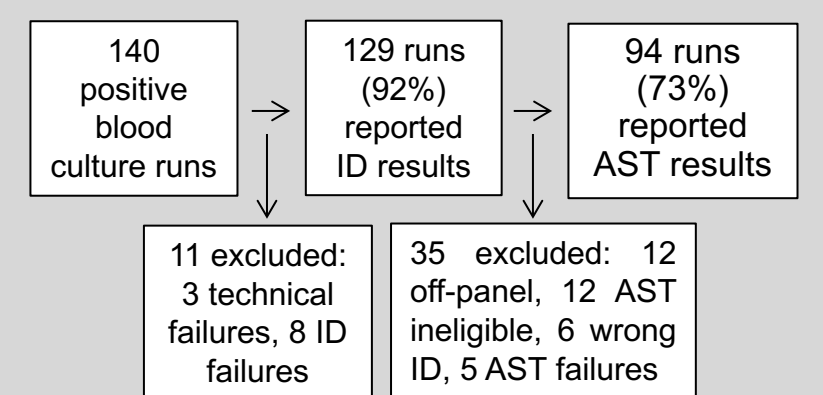 140
positive
blood
culture runs
129 runs
(92%)
reported
ID results
94 runs
(73%)
reported
AST results
11 excluded:
3 technical
failures, 8 ID
failures
35 excluded: 12
off-panel, 12 AST
ineligible, 6 wrong
ID, 5 AST failures